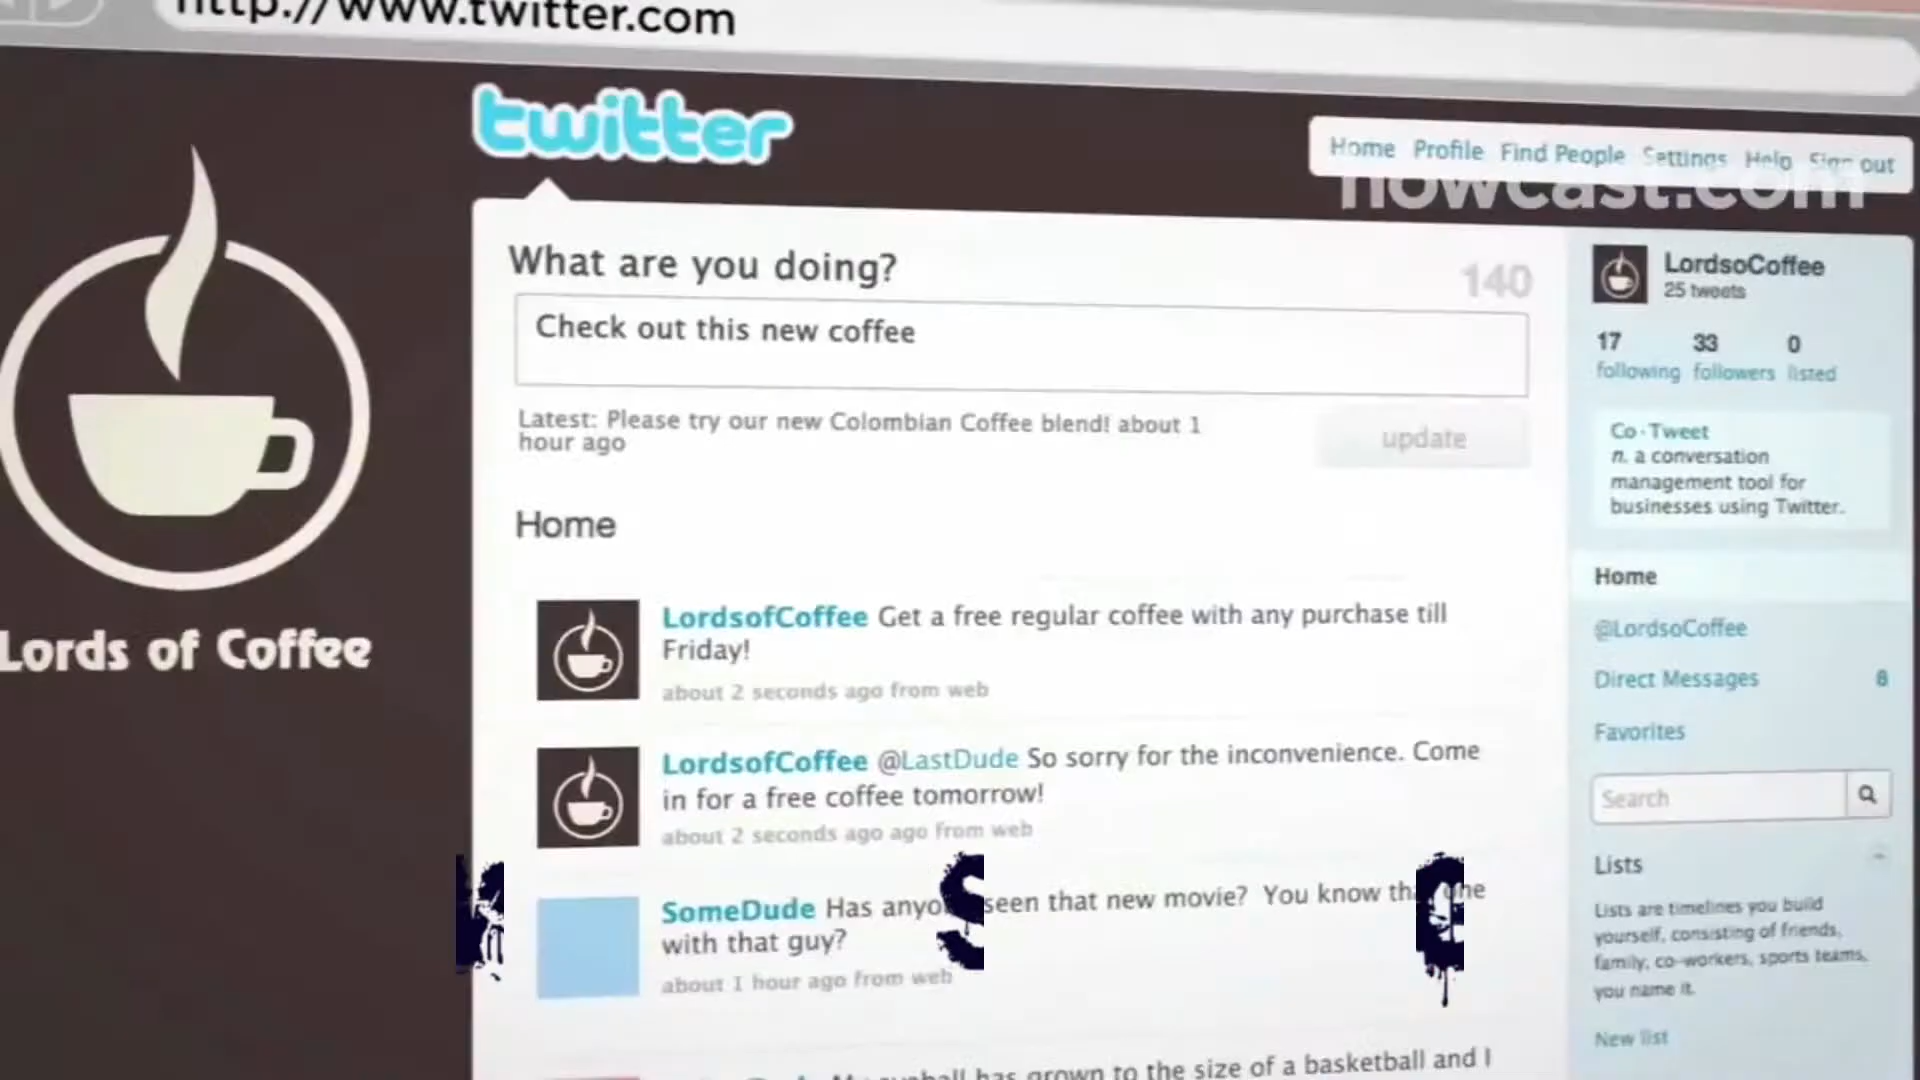 http://www.twitter.com
twitter
Home Profile Find People Settings Help Sign out
nowcast.com
What are you doing?
140
Check out this new coffee
Latest: Please try our new Colombian Coffee blend! about 1
hour ago
update
Home
LordsofCoffee Get a free regular coffee with any purchase till
Friday!
about 2 seconds ago from web
LordsofCoffee @LastDude So sorry for the inconvenience. Come
in for a free coffee tomorrow!
about 2 seconds ago ago from web
SomeDude Has anyo seen that new movie? You know
with that guy?
about 1 hour ago from web
has grown to the size of a basketball and I
Lords of Coffee
LordsoCoffee
25 tweets
17 33 0
following followers listed
Co·Tweet
n. a conversation
management tool for
businesses using Twitter.
Home
@LordsoCoffee
Direct Messages 8
Favorites
Search
Lists
Lists are timelines you build
yourself, consisting of friends,
family, co-workers, sports teams,
you name it.
New list